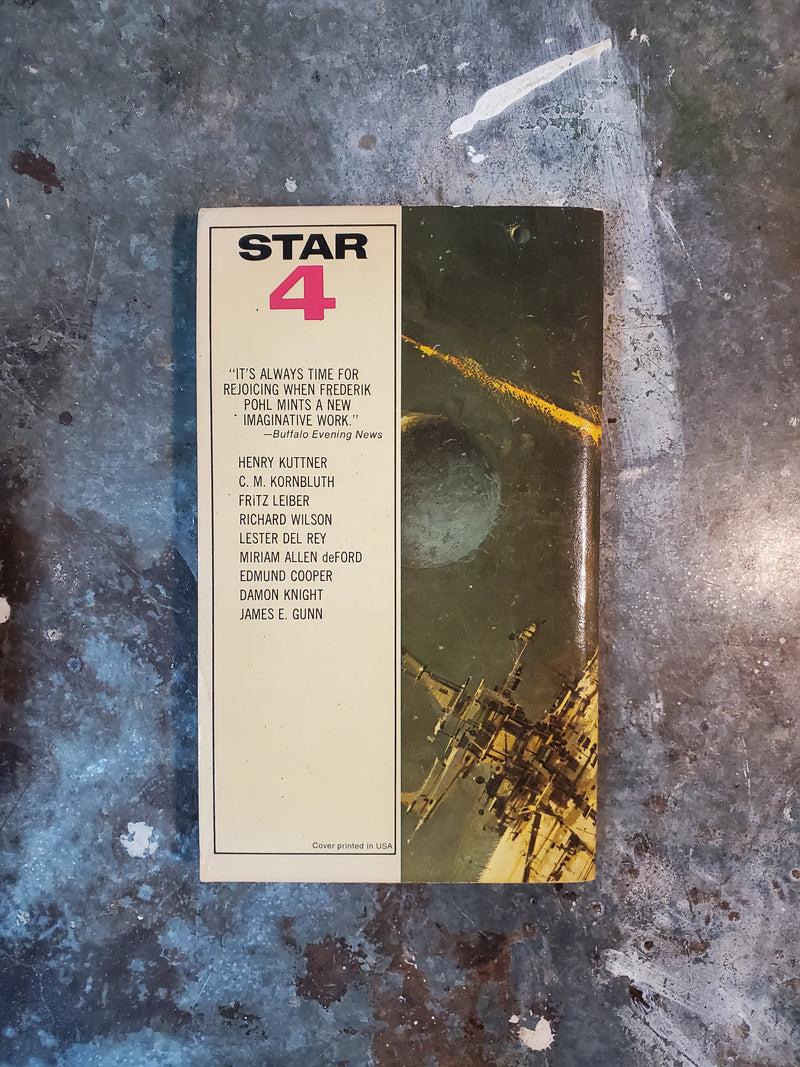 STAR
4
"IT'S ALWAYS TIME FOR
REJOICING WHEN FREDERIK
POHL MINTS A NEW
IMAGINATIVE WORK."
—Buffalo Evening News
HENRY KUTTNER
C. M. KORNBLUTH
FRITZ LEIBER
RICHARD WILSON
LESTER DEL REY
MIRIAM ALLEN deFORD
EDMUND COOPER
DAMON KNIGHT
JAMES E. GUNN
Cover printed in USA